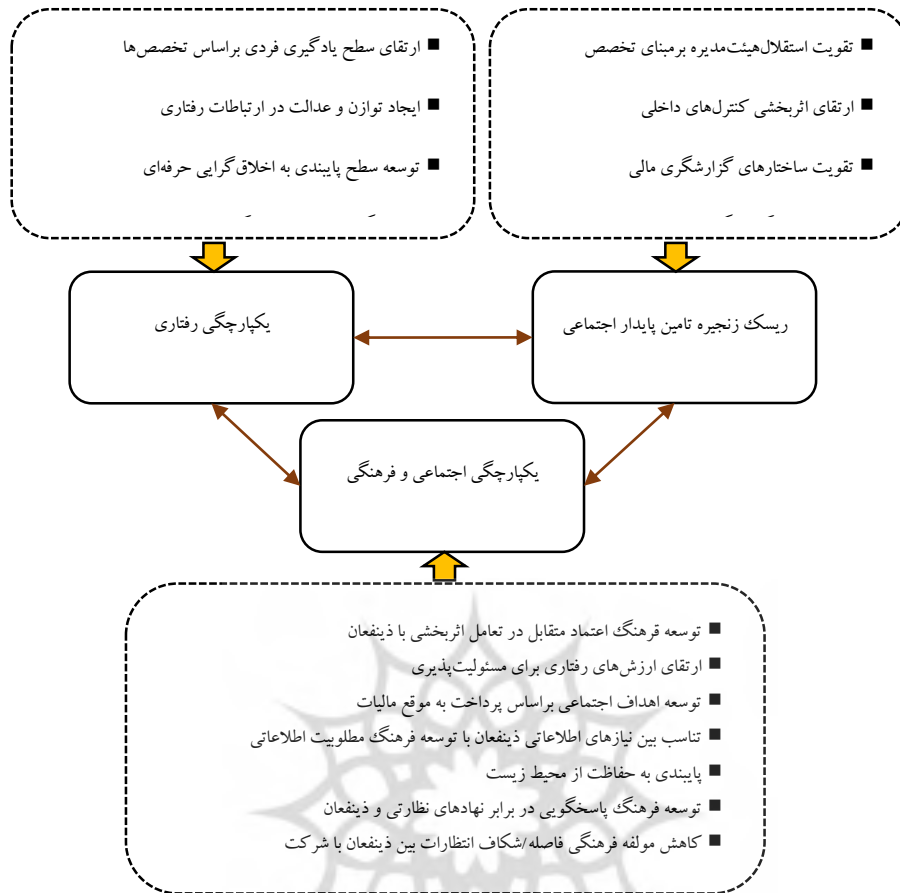 ■ تقویت استقلال‌هیئت‌مدیره برمبنای تخصص
■ ارتقای اثربخشی کنترل‌های داخلی
■ تقویت ساختارهای گزارشگری مالی
■ ارتقای سطح یادگیری فردی براساس تخصص‌ها
■ ایجاد توازن و عدالت در ارتباطات رفتاری
■ توسعه سطح پایبندی به اخلاق‌گرایی حرفه‌ای
ریسک زنجیره تامین پایدار اجتماعی
یکپارچگی رفتاری
یکپارچگی اجتماعی و فرهنگی
■ توسعه قرهنگ اعتماد متقابل در تعامل اثربخشی با ذینفعان
■ ارتقای ارزش‌های رفتاری برای مسئولیت‌پذیری
■ توسعه اهداف اجتماعی براساس پرداخت به موقع مالیات
■ تناسب بین نیازهای اطلاعاتی ذینفعان با توسعه فرهنگ مطلوبیت اطلاعاتی
■ پایبندی به حفاظت از محیط زیست
■ توسعه فرهنگ پاسخگویی در برابر نهادهای نظارتی و ذینفعان
■ کاهش مولفه فرهنگی فاصله/شکاف انتظارات بین ذینفعان با شرکت